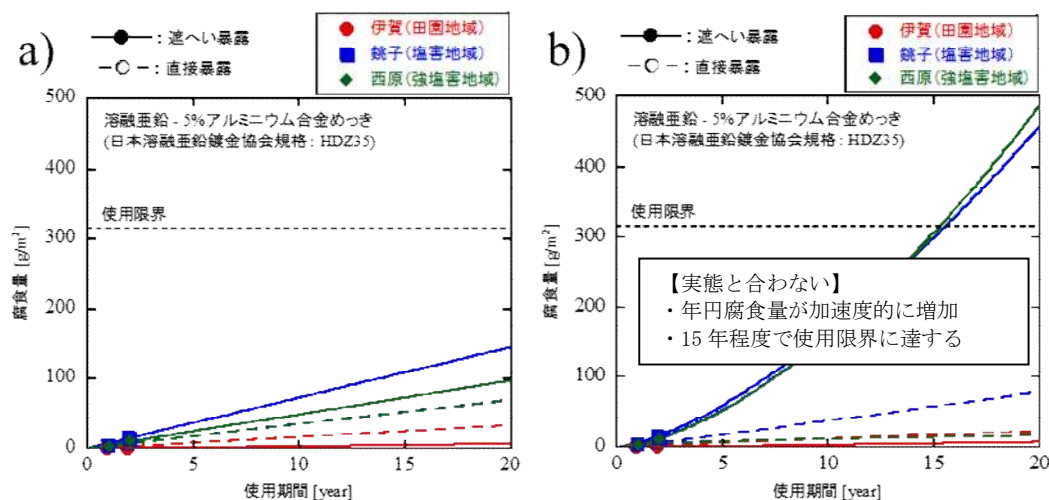 a)
●：遮へい暴露
○：直接暴露
伊賀(田園地域)
銚子(塩害地域)
西原(強塩害地域)
溶融亜鉛 - 5%アルミニウム合金めっき
(日本溶融亜鉛鍍金協会規格：HDZ35)
使用限界
腐食量 [g/m²]
500
400
300
200
100
0
0 5 10 15 20
使用期間 [year]
b)
●：遮へい暴露
○：直接暴露
伊賀(田園地域)
銚子(塩害地域)
西原(強塩害地域)
溶融亜鉛 - 5%アルミニウム合金めっき
(日本溶融亜鉛鍍金協会規格：HDZ35)
使用限界
【実態と合わない】
・年円腐食量が加速度的に増加
・15 年程度で使用限界に達する
腐食量 [g/m²]
500
400
300
200
100
0
0 5 10 15 20
使用期間 [year]